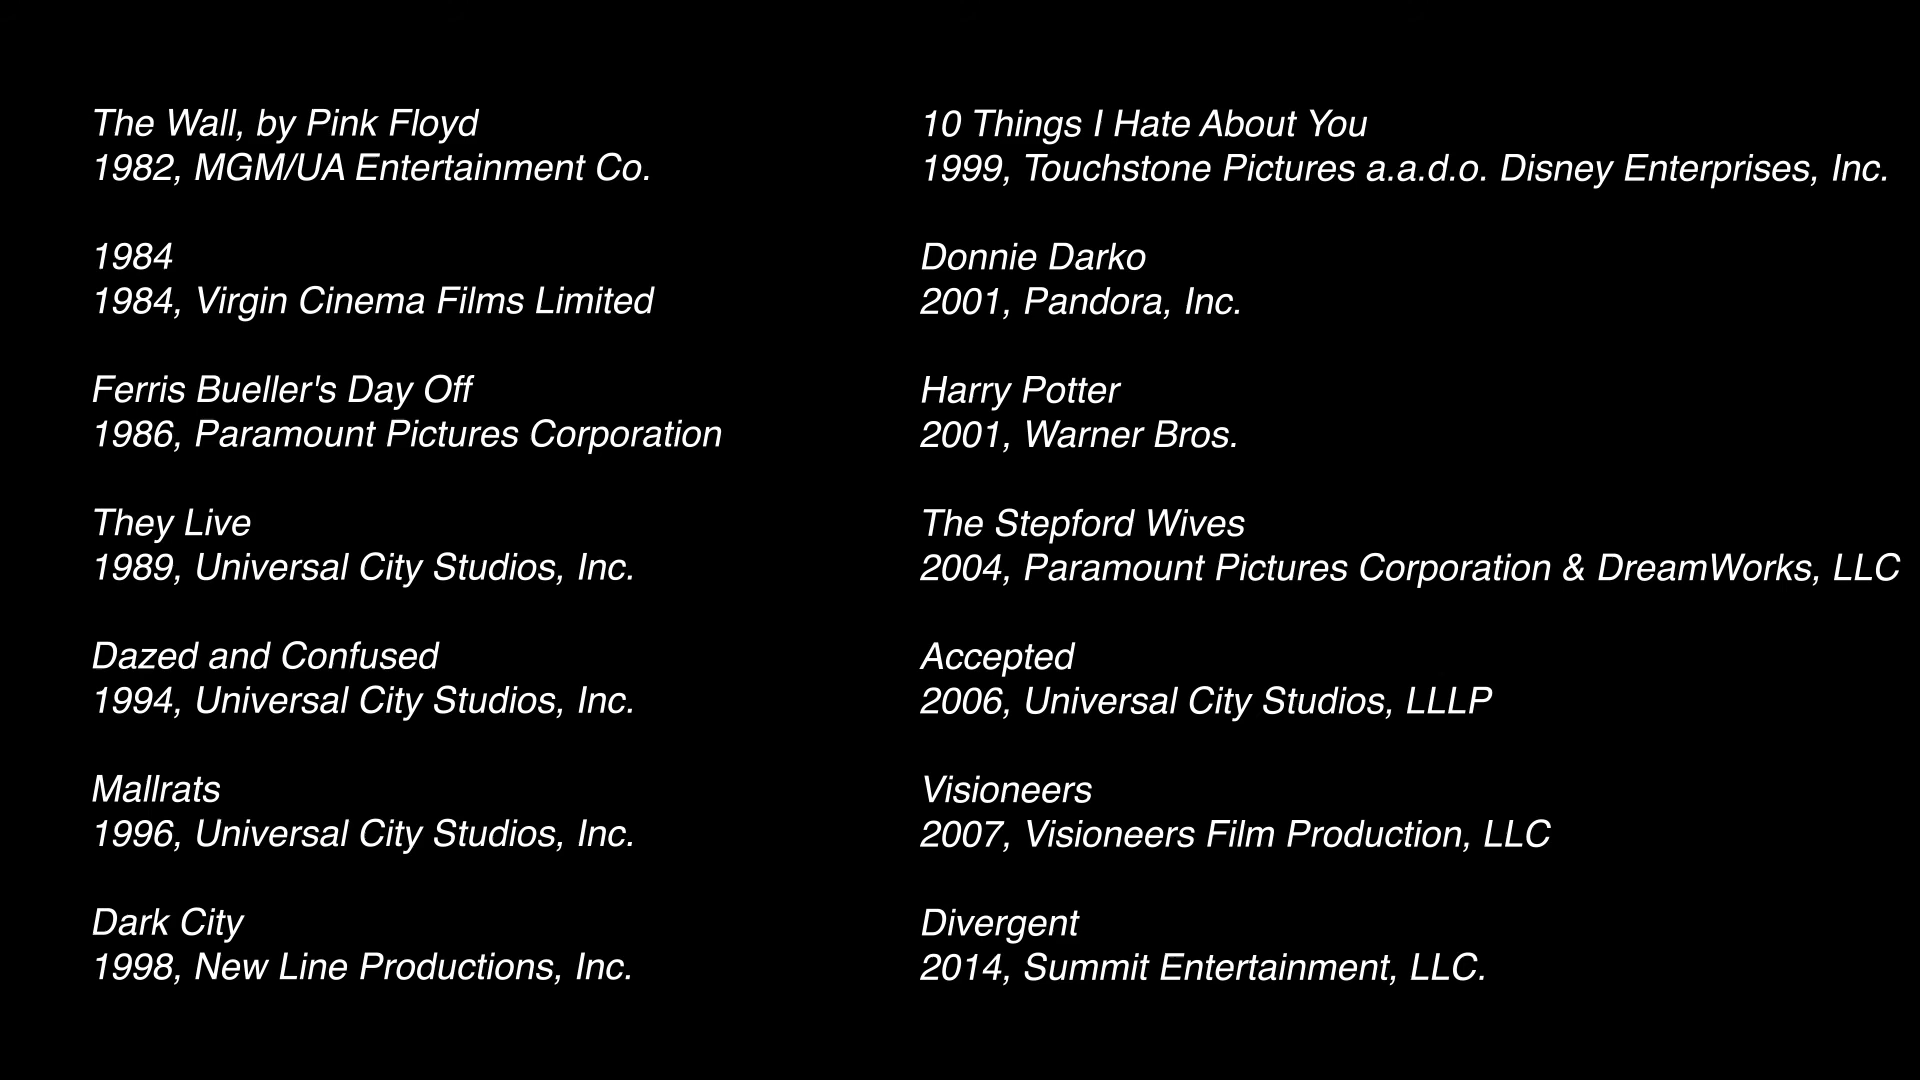 The Wall, by Pink Floyd
1982, MGM/UA Entertainment Co.
1984
1984, Virgin Cinema Films Limited
Ferris Bueller's Day Off
1986, Paramount Pictures Corporation
They Live
1989, Universal City Studios, Inc.
Dazed and Confused
1994, Universal City Studios, Inc.
Mallrats
1996, Universal City Studios, Inc.
Dark City
1998, New Line Productions, Inc.
10 Things I Hate About You
1999, Touchstone Pictures a.a.d.o. Disney Enterprises, Inc.
Donnie Darko
2001, Pandora, Inc.
Harry Potter
2001, Warner Bros.
The Stepford Wives
2004, Paramount Pictures Corporation & DreamWorks, LLC
Accepted
2006, Universal City Studios, LLLP
Visioneers
2007, Visioneers Film Production, LLC
Divergent
2014, Summit Entertainment, LLC.